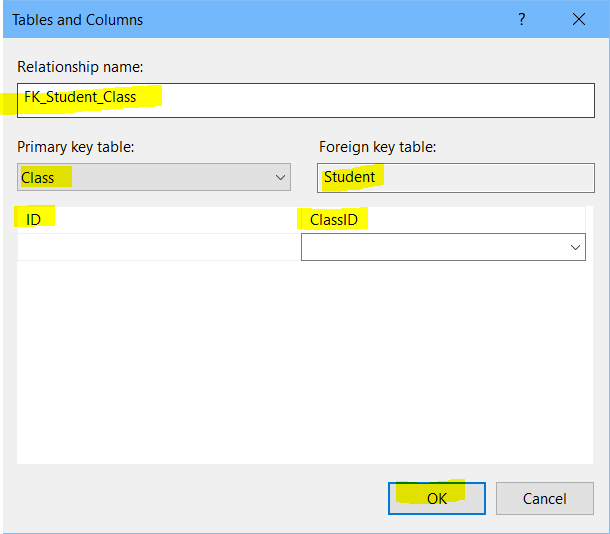 Tables and Columns ?
Relationship name:
FK_Student_Class
Primary key table: Foreign key table:
Class Student
ID ClassID
OK Cancel